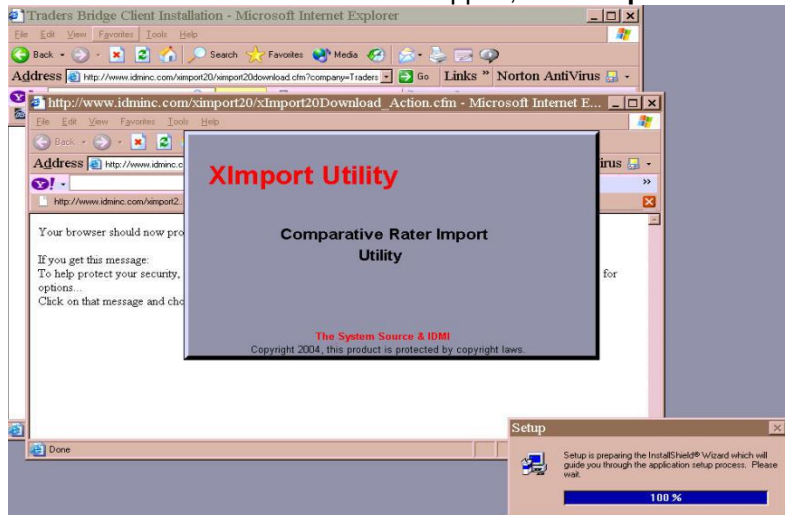 Traders Bridge Client Installation - Microsoft Internet Explorer
File Edit View Favorites Tools Help
Back Search Favorites Media
Address http://www.idminc.com/ximport20/ximport20download.cfm?company=Traders Go Links » Norton AntiVirus
http://www.idminc.com/ximport20/xImport20Download_Action.cfm - Microsoft Internet E...
File Edit View Favorites Tools Help
Back
Address http://www.idminc.c
irus
Y!
»
http://www.idminc.com/ximport2..
XImport Utility
Comparative Rater Import
Utility
The System Source & IDMI
Copyright 2004, this product is protected by copyright laws.
Your browser should now pro
If you get this message:
To help protect your security,
for
options...
Click on that message and cho
Done
Setup
Setup is preparing the InstallShield® Wizard which will
guide you through the application setup process. Please
wait.
100 %